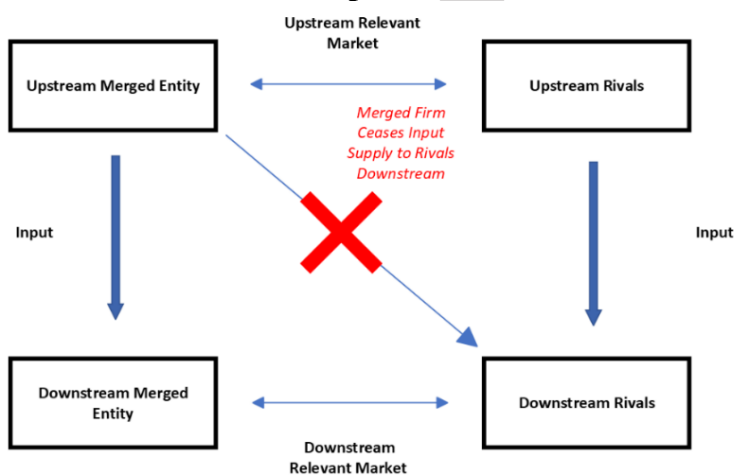 Upstream Relevant
Market
Upstream Merged Entity
Upstream Rivals
Merged Firm
Ceases Input
Supply to Rivals
Downstream
Input
Input
Downstream Merged
Entity
Downstream Rivals
Downstream
Relevant Market